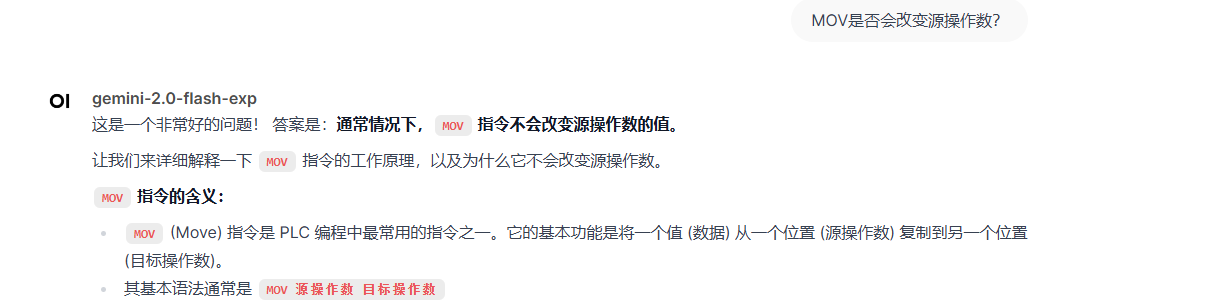 MOV是否会改变源操作数？
OI gemini-2.0-flash-exp
这是一个非常好的问题！ 答案是：通常情况下， MOV 指令不会改变源操作数的值。
让我们来详细解释一下 MOV 指令的工作原理，以及为什么它不会改变源操作数。
MOV 指令的含义：
MOV (Move) 指令是 PLC 编程中最常用的指令之一。它的基本功能是将一个值 (数据) 从一个位置 (源操作数) 复制到另一个位置
(目标操作数)。
其基本语法通常是 MOV 源操作数 目标操作数